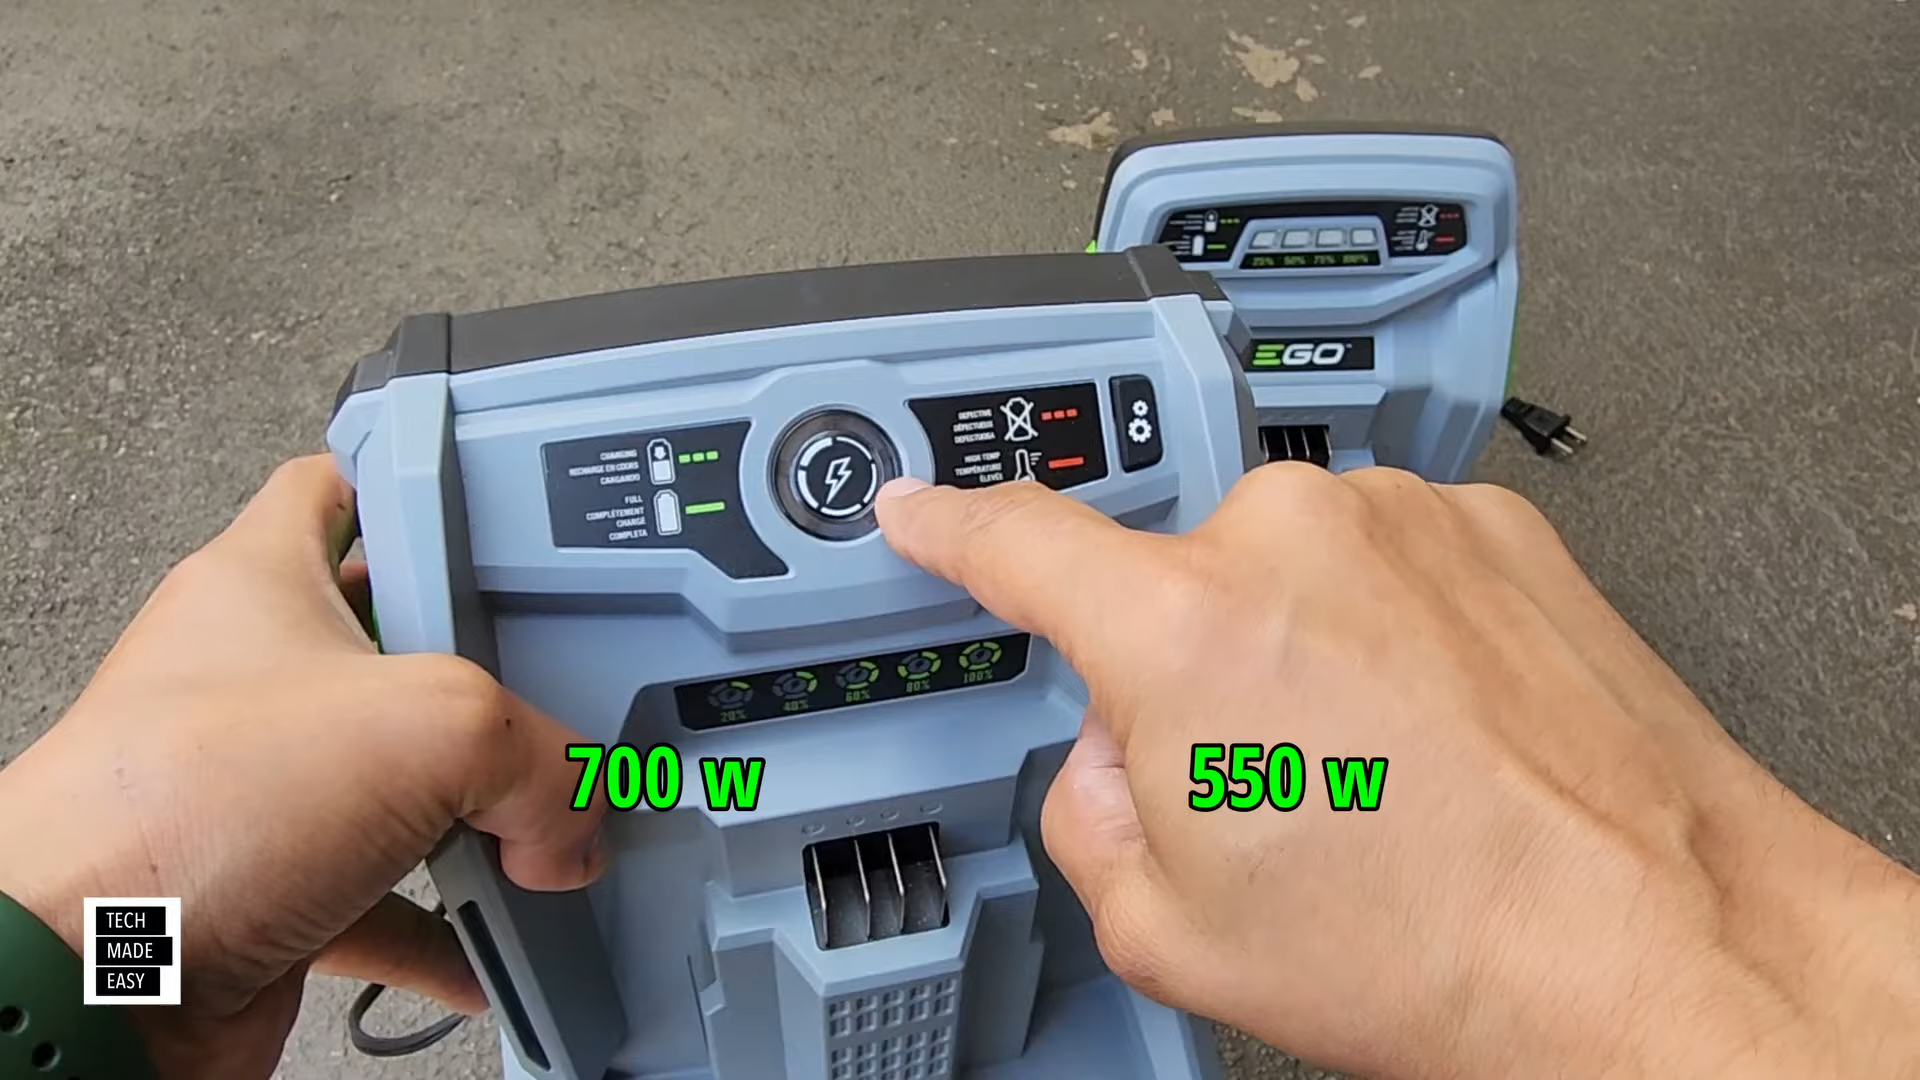 25% 50% 75% 100%
EGO
CHARGING
RECHARGE EN COURS
CARGANDO
FULL
COMPLÈTEMENT
CHARGÉ
COMPLETA
DEFECTIVE
DÉFECTUEUX
DEFECTUOSA
HIGH TEMP
TEMPÉRATURE
ÉLEVÉE
20% 40% 60% 80% 100%
700 w
550 w
TECH
MADE
EASY